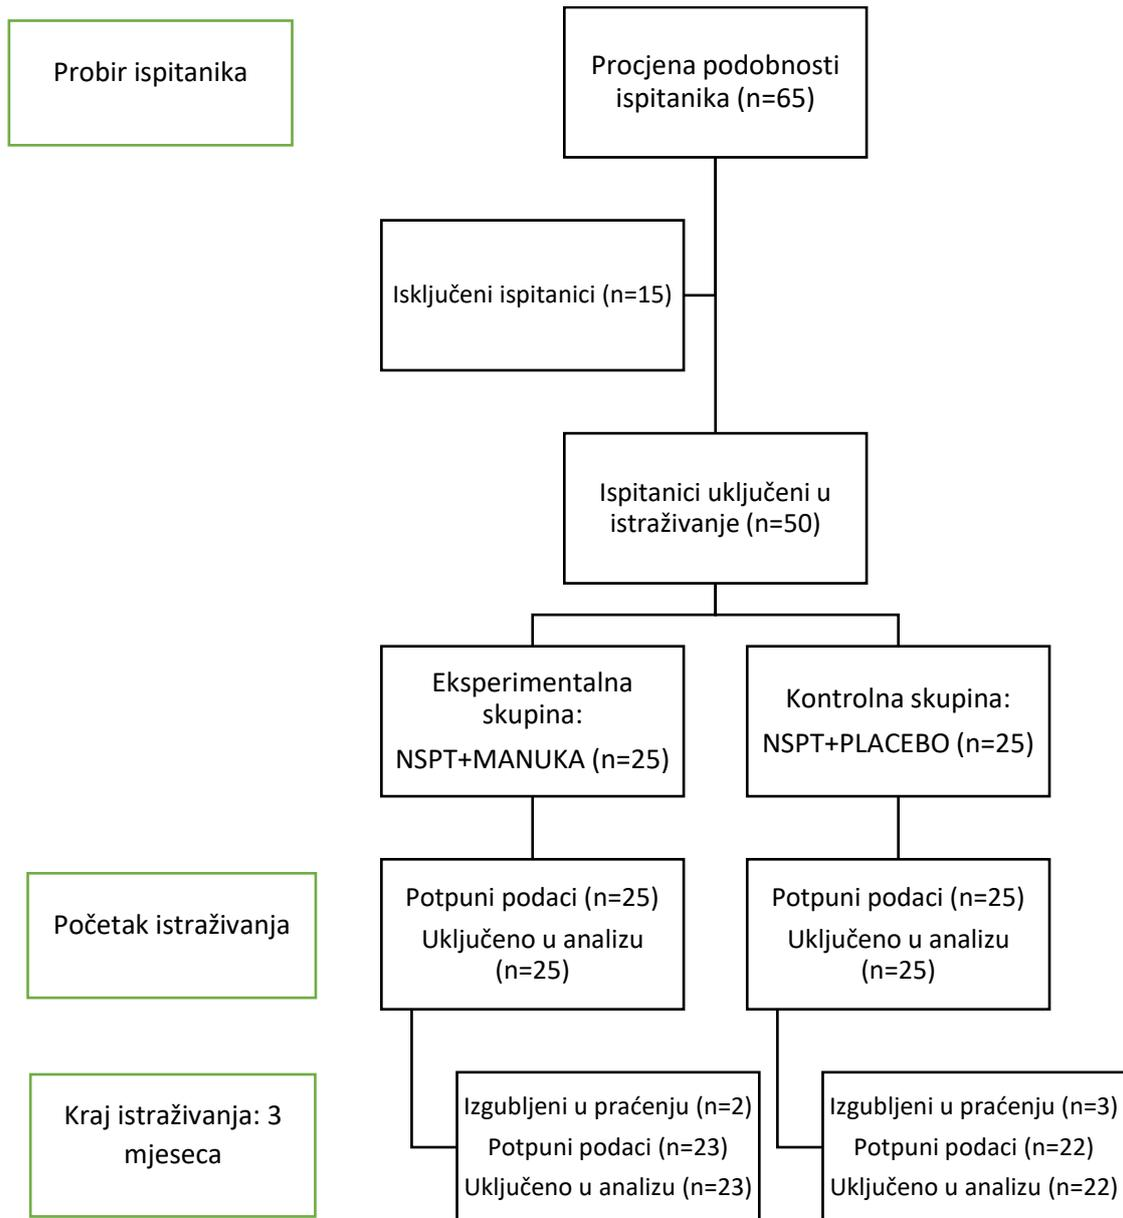 Probir ispitanika
Procjena podobnosti
ispitanika (n=65)
Isključeni ispitanici (n=15)
Ispitanici uključeni u
istraživanje (n=50)
Eksperimentalna
skupina:
NSPT+MANUKA (n=25)
Kontrolna skupina:
NSPT+PLACEBO (n=25)
Početak istraživanja
Potpuni podaci (n=25)
Uključeno u analizu
(n=25)
Potpuni podaci (n=25)
Uključeno u analizu
(n=25)
Kraj istraživanja: 3
mjeseca
Izgubljeni u praćenju (n=2)
Potpuni podaci (n=23)
Uključeno u analizu (n=23)
Izgubljeni u praćenju (n=3)
Potpuni podaci (n=22)
Uključeno u analizu (n=22)